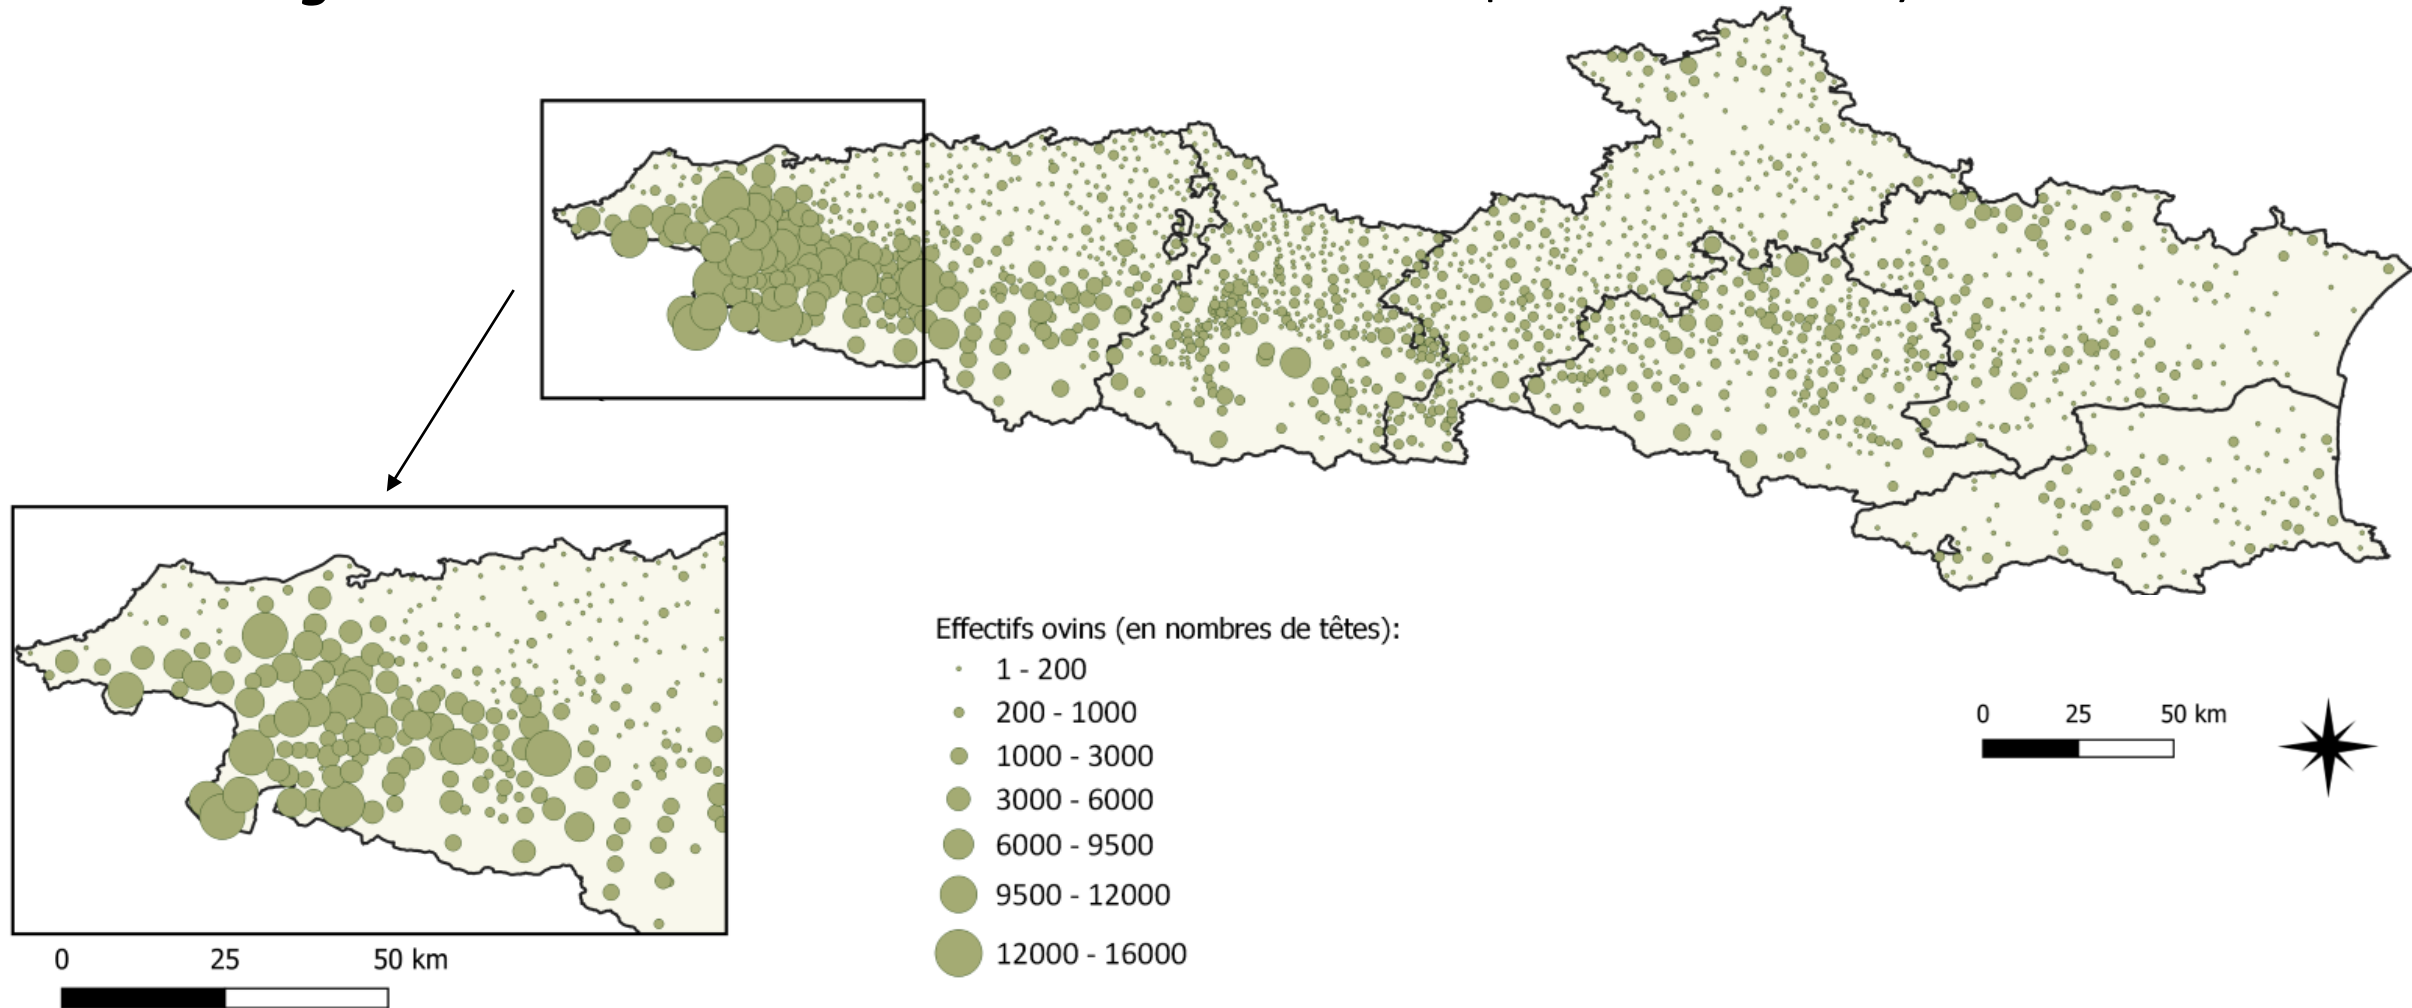 Effectifs ovins (en nombres de têtes):
1 - 200
200 - 1000
1000 - 3000
3000 - 6000
6000 - 9500
9500 - 12000
12000 - 16000
0 25 50 km
0 25 50 km